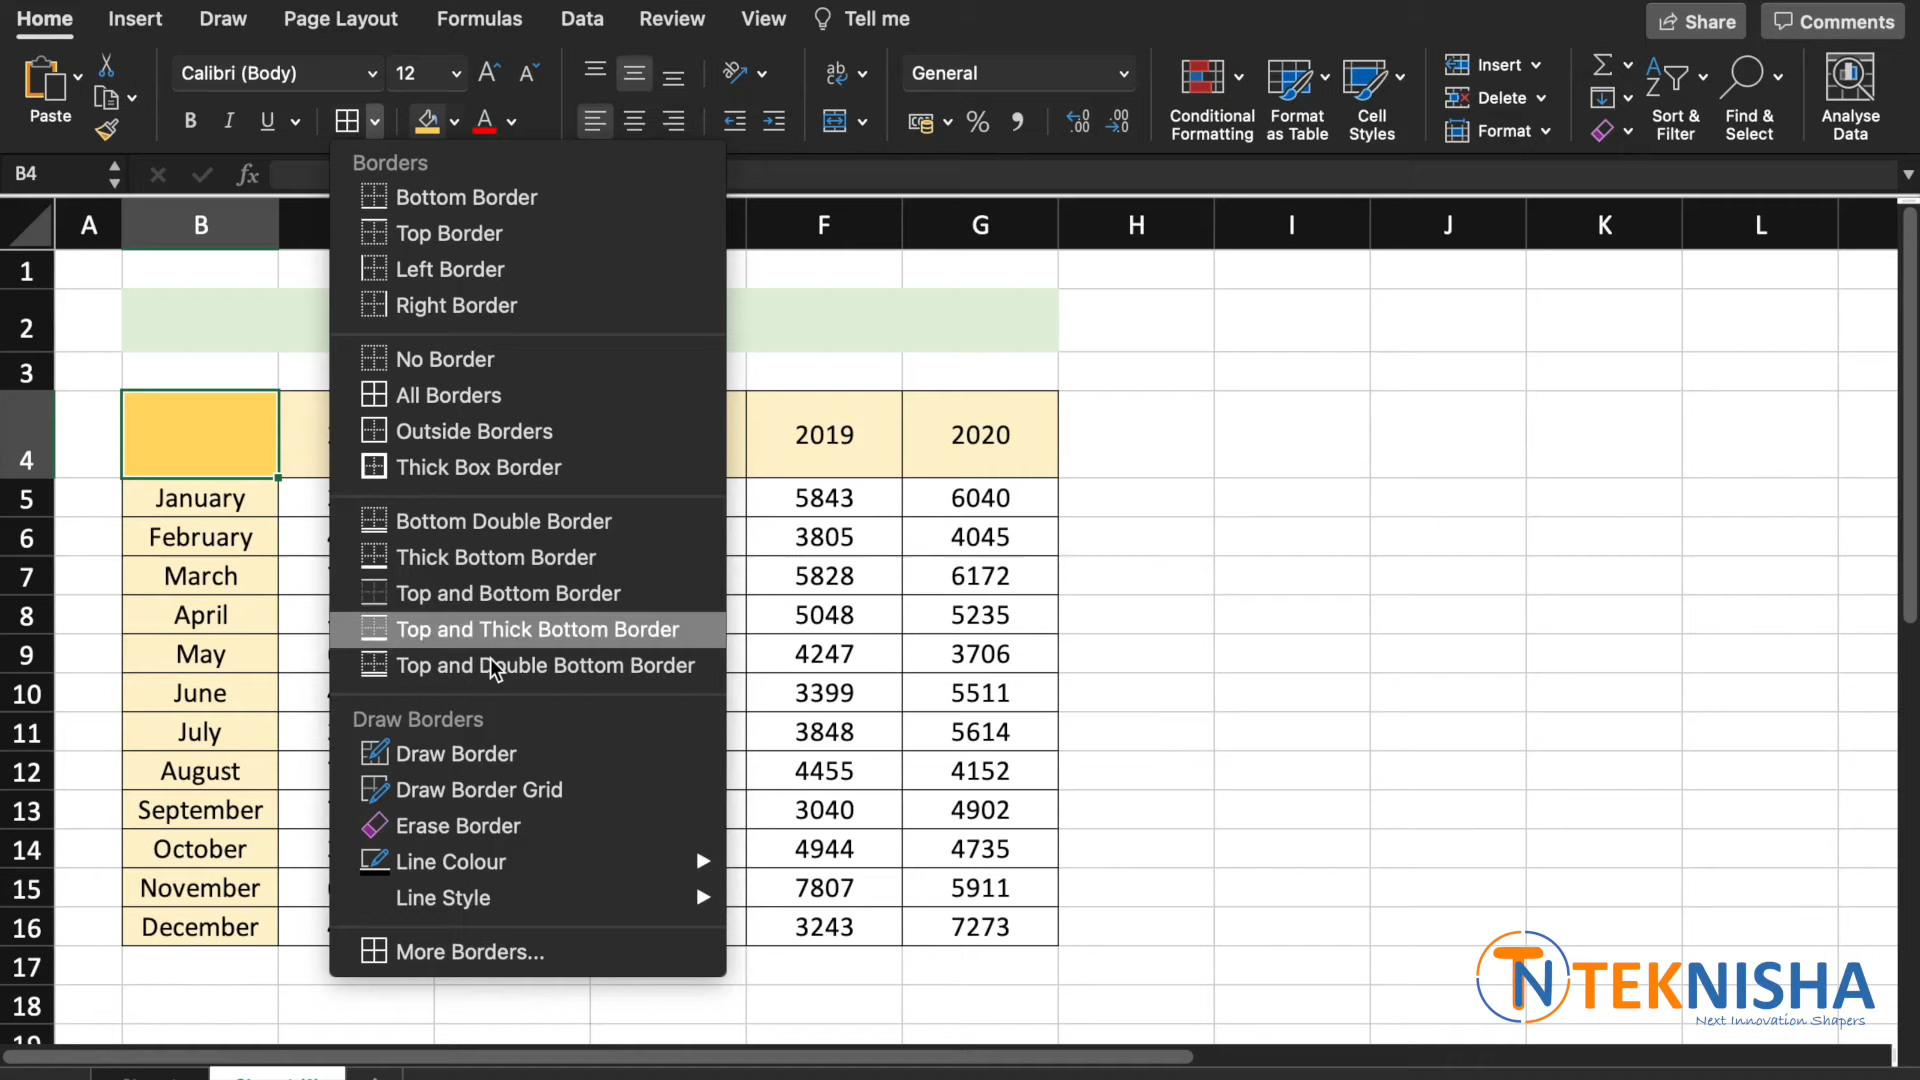 Home Insert Draw Page Layout Formulas Data Review View Tell me Share Comments
Calibri (Body) 12 General
Paste
B I U A
ab % 9
Conditional Formatting
Format as Table
Cell Styles
Insert
Delete
Format
Sort & Filter
Find & Select
Analyse Data
B4 fx
Borders
Bottom Border
Top Border
Left Border
Right Border
No Border
All Borders
Outside Borders
Thick Box Border
Bottom Double Border
Thick Bottom Border
Top and Bottom Border
Top and Thick Bottom Border
Top and Double Bottom Border
Draw Borders
Draw Border
Draw Border Grid
Erase Border
Line Colour
Line Style
More Borders...
A B F G H I J K L
1
2
3
4 2019 2020
5 January 5843 6040
6 February 3805 4045
7 March 5828 6172
8 April 5048 5235
9 May 4247 3706
10 June 3399 5511
11 July 3848 5614
12 August 4455 4152
13 September 3040 4902
14 October 4944 4735
15 November 7807 5911
16 December 3243 7273
17
18
TN TEKNISHA
Next Innovation Shapers